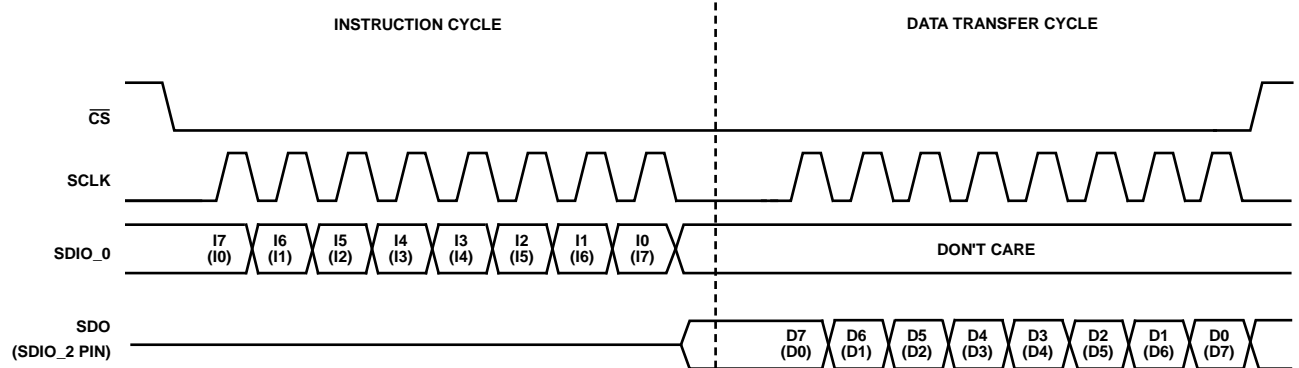 INSTRUCTION CYCLE
DATA TRANSFER CYCLE
CS
SCLK
SDIO_0
I7 I6 I5 I4 I3 I2 I1 I0
(I0) (I1) (I2) (I3) (I4) (I5) (I6) (I7)
DON'T CARE
SDO
(SDIO_2 PIN)
D7 D6 D5 D4 D3 D2 D1 D0
(D0) (D1) (D2) (D3) (D4) (D5) (D6) (D7)